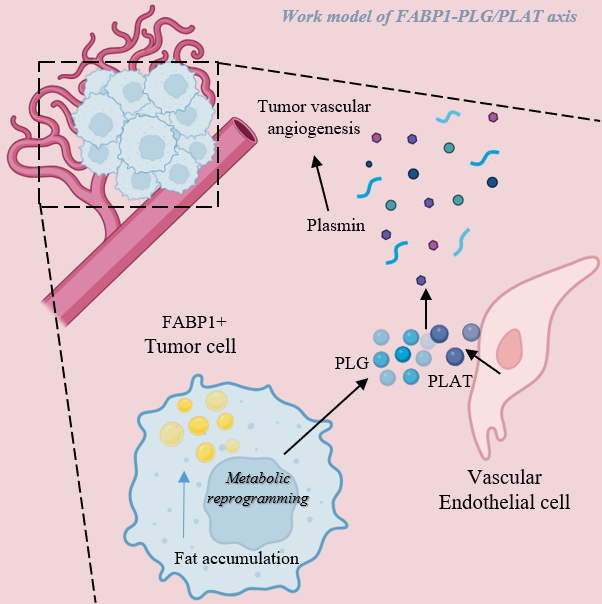 Work model of FABP1-PLG/PLAT axis
Tumor vascular
angiogenesis
Plasmin
FABP1+
Tumor cell
PLG
PLAT
Metabolic
reprogramming
Fat accumulation
Vascular
Endothelial cell